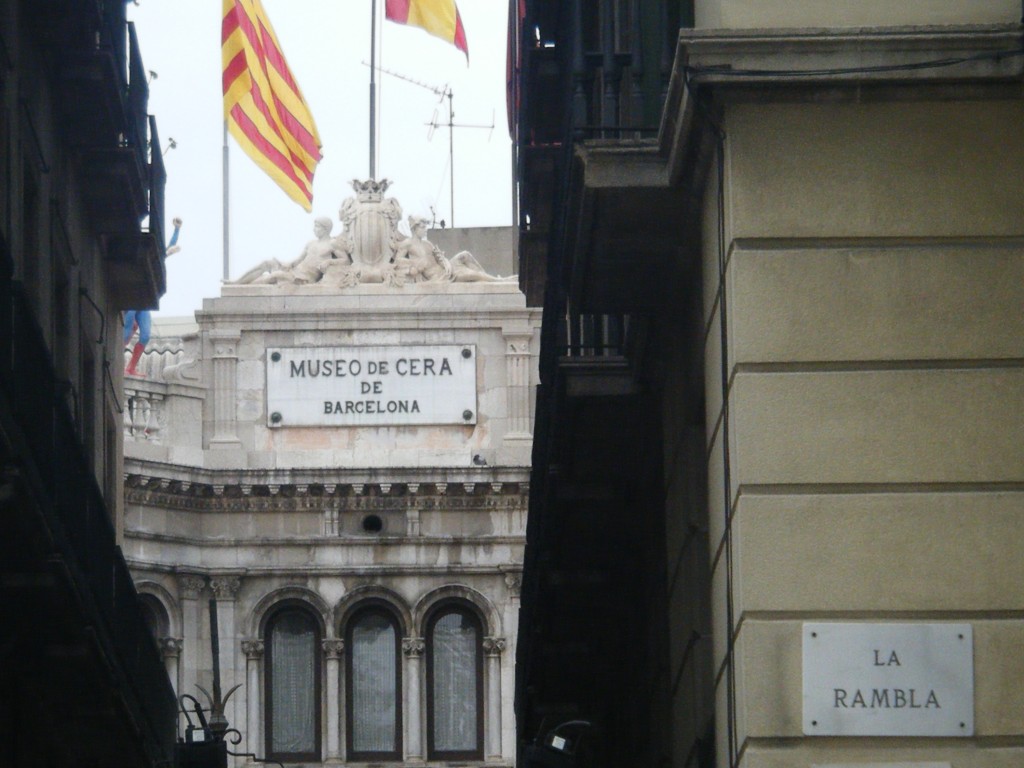 MUSEO DE CERA
DE
BARCELONA
LA
RAMBLA